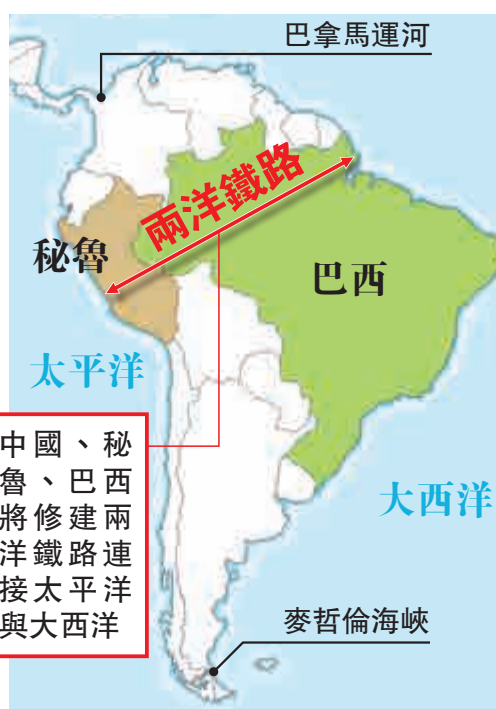 巴拿馬運河
兩洋鐵路
秘魯
巴西
太平洋
中國、秘
魯、巴西
將修建兩
洋鐵路連
接太平洋
與大西洋
大西洋
麥哲倫海峽